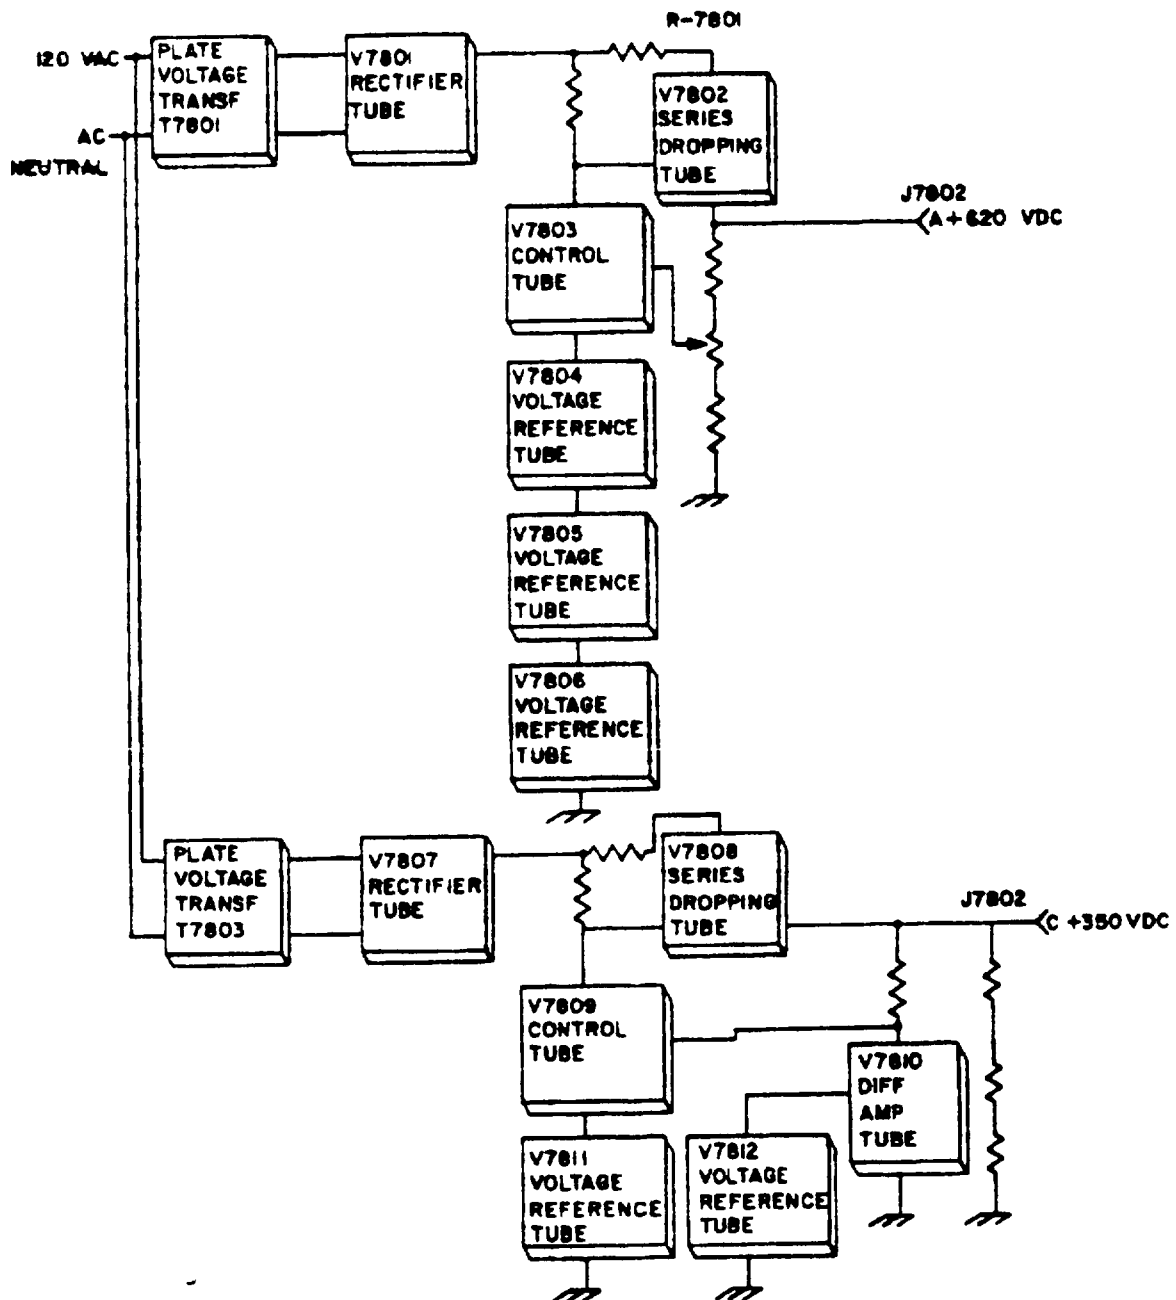 R-7801
120 VAC
AC
NEUTRAL
PLATE
VOLTAGE
TRANSF
T7801
V7801
RECTIFIER
TUBE
V7802
SERIES
DROPPING
TUBE
J7802
A+620 VDC
V7803
CONTROL
TUBE
V7804
VOLTAGE
REFERENCE
TUBE
V7805
VOLTAGE
REFERENCE
TUBE
V7806
VOLTAGE
REFERENCE
TUBE
PLATE
VOLTAGE
TRANSF
T7803
V7807
RECTIFIER
TUBE
V7808
SERIES
DROPPING
TUBE
J7802
C +350 VDC
V7809
CONTROL
TUBE
V7810
DIFF
AMP
TUBE
V7811
VOLTAGE
REFERENCE
TUBE
V7812
VOLTAGE
REFERENCE
TUBE